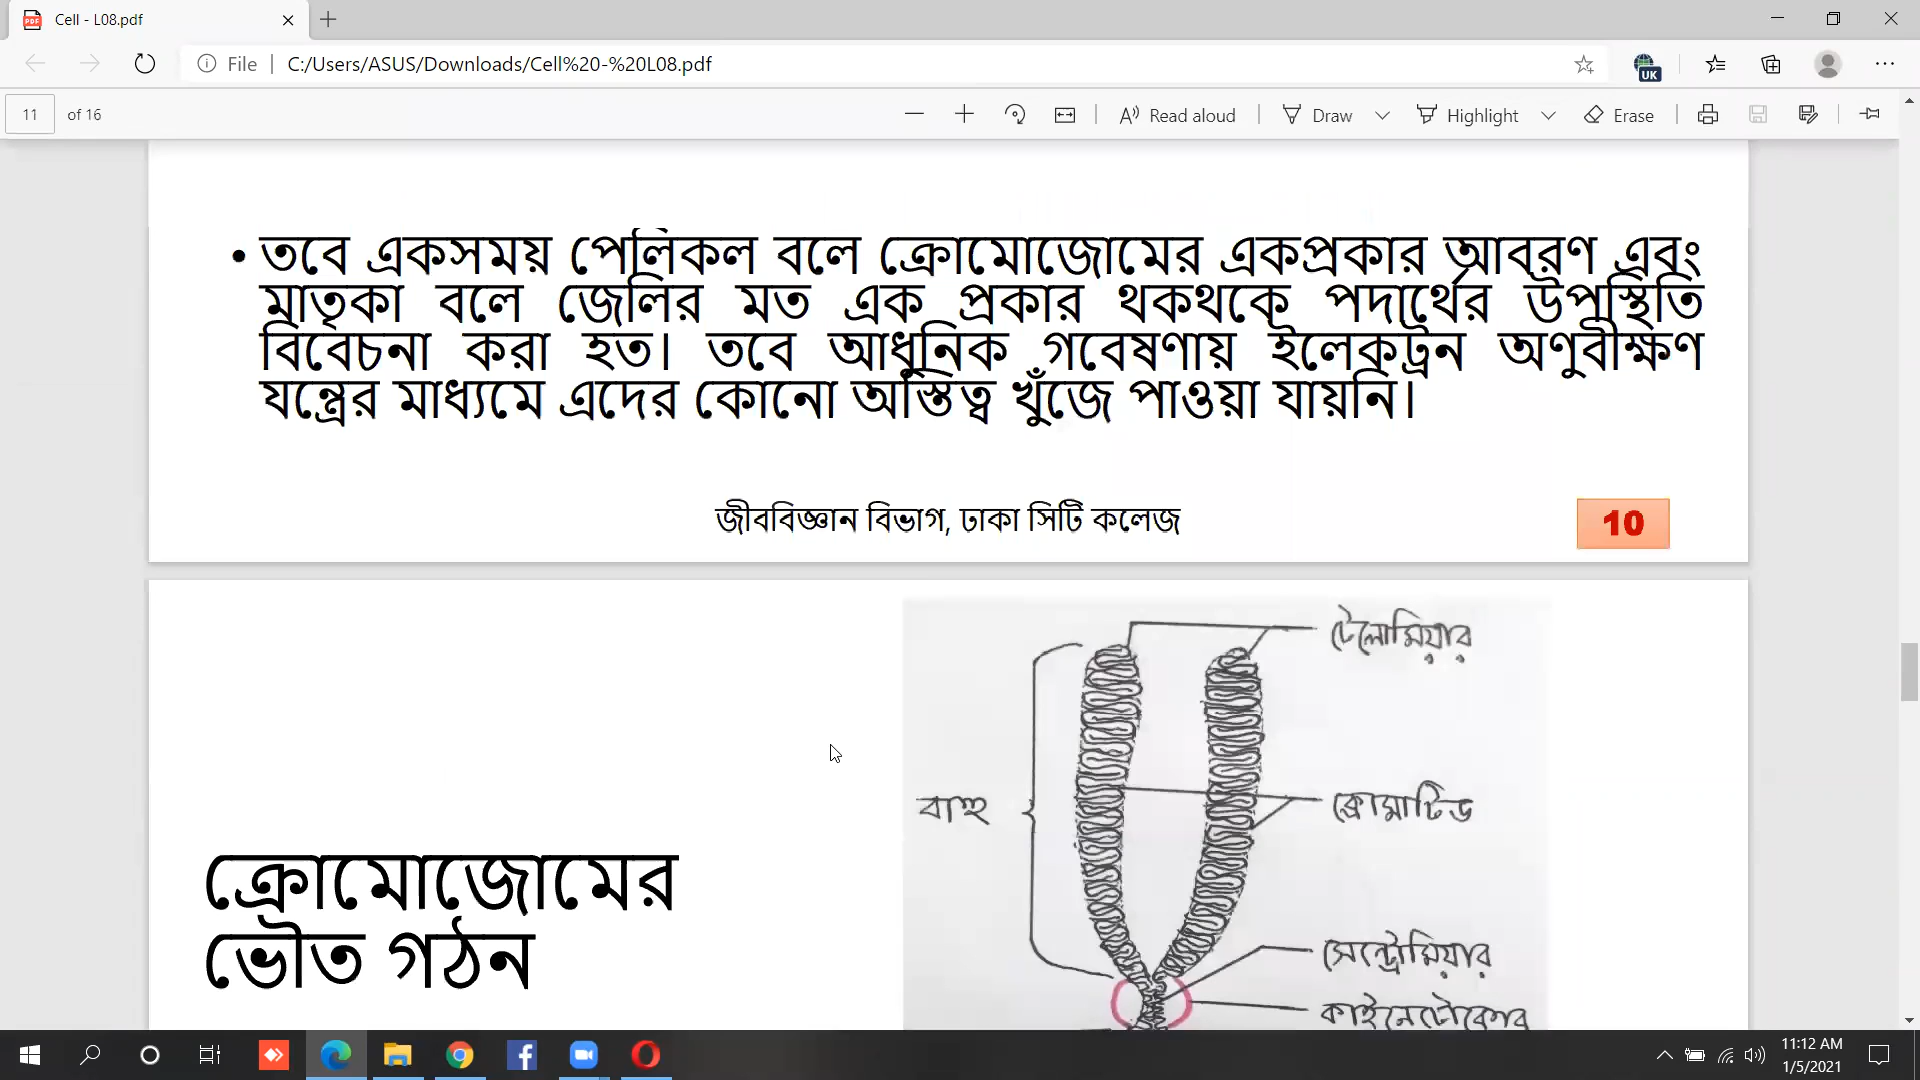 Cell - L08.pdf
File | C:/Users/ASUS/Downloads/Cell%20-%20L08.pdf
UK
11 of 16
Read aloud
Draw
Highlight
Erase
• তবে একসময় পেলিকল বলে ক্রোমোজোমের একপ্রকার আবরণ এবং
মাতৃকা বলে জেলির মত এক প্রকার থকথকে পদার্থের উপস্থিতি
বিবেচনা করা হত। তবে আধুনিক গবেষণায় ইলেকট্রন অণুবীক্ষণ
যন্ত্রের মাধ্যমে এদের কোনো অস্তিত্ব খুঁজে পাওয়া যায়নি।
জীববিজ্ঞান বিভাগ, ঢাকা সিটি কলেজ
10
টেলোমিয়ার
বাহু
ক্রোমাটিড
ক্রোমোজোমের
ভৌত গঠন
সেন্ট্রোমিয়ার
কাইনেটোকোর
11:12 AM
1/5/2021